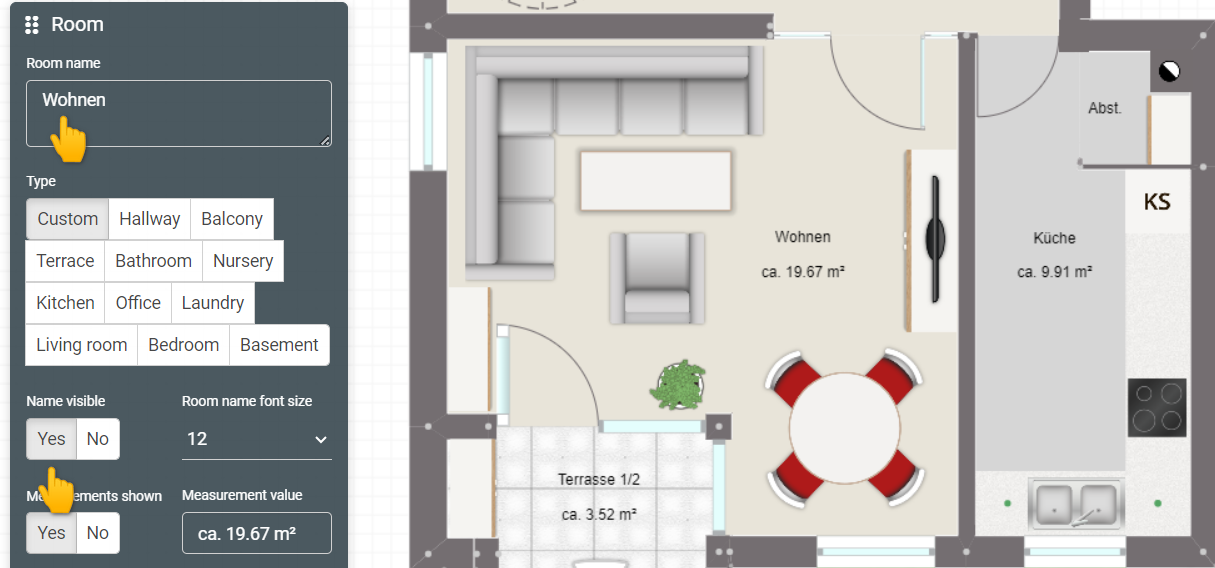 Room
Room name
Wohnen
Type
Custom Hallway Balcony
Terrace Bathroom Nursery
Kitchen Office Laundry
Living room Bedroom Basement
Name visible Room name font size
Yes No 12
Measurements shown Measurement value
Yes No ca. 19.67 m²
Abst.
KS
Wohnen
ca. 19.67 m²
Küche
ca. 9.91 m²
Terrasse 1/2
ca. 3.52 m²